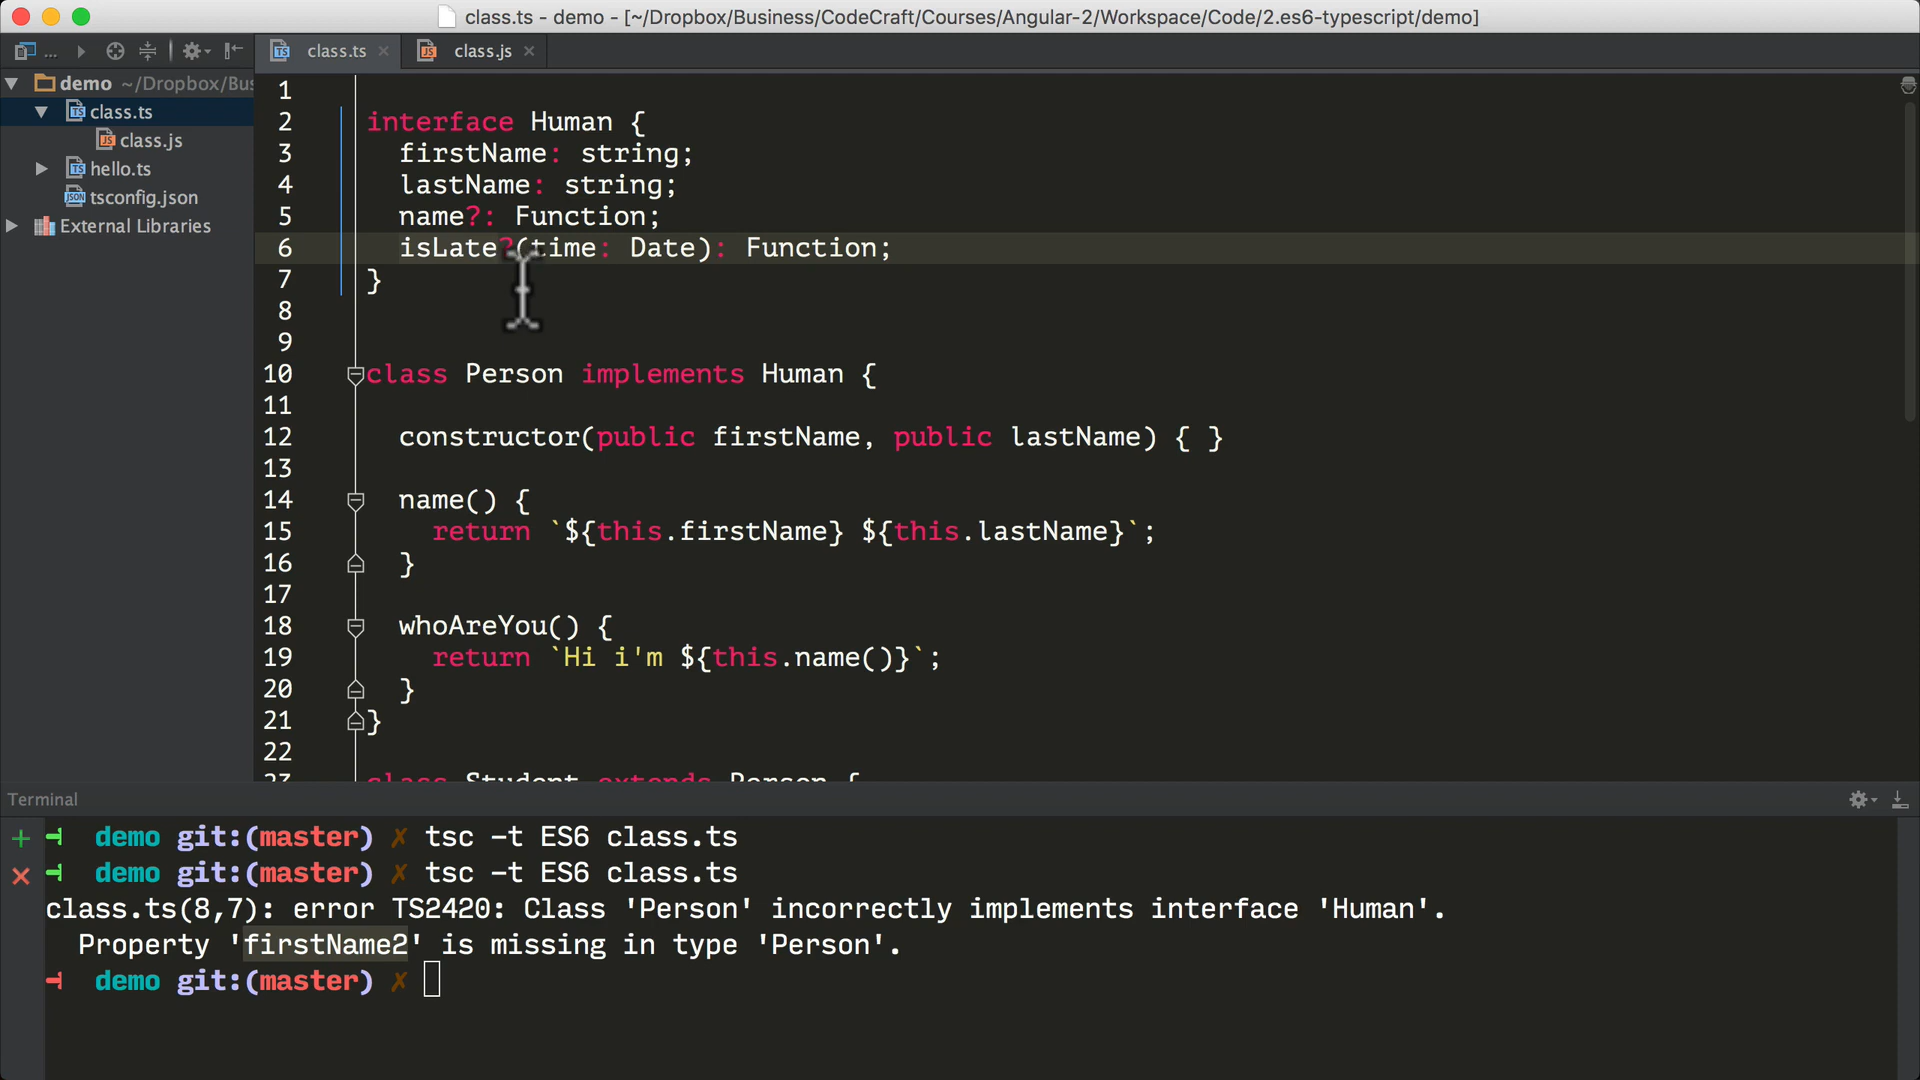 class.ts - demo - [~/Dropbox/Business/CodeCraft/Courses/Angular-2/Workspace/Code/2.es6-typescript/demo]
... class.ts class.js
demo ~/Dropbox/Bus
class.ts
class.js
hello.ts
tsconfig.json
External Libraries
1
2 interface Human {
3 firstName: string;
4 lastName: string;
5 name?: Function;
6 isLate?(time: Date): Function;
7 }
8
9
10 class Person implements Human {
11
12 constructor(public firstName, public lastName) { }
13
14 name() {
15 return `${this.firstName} ${this.lastName}`;
16 }
17
18 whoAreYou() {
19 return `Hi i'm ${this.name()}`;
20 }
21 }
22
23 class Student extends Person {
Terminal
demo git:(master) ✗ tsc -t ES6 class.ts
demo git:(master) ✗ tsc -t ES6 class.ts
class.ts(8,7): error TS2420: Class 'Person' incorrectly implements interface 'Human'.
Property 'firstName2' is missing in type 'Person'.
demo git:(master) ✗